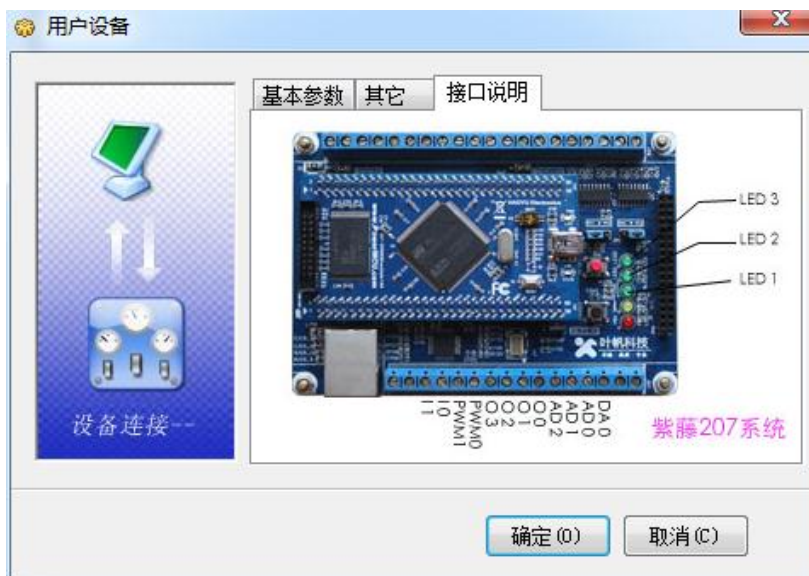 用户设备
基本参数
其它
接口说明
LED 3
LED 2
LED 1
FC
叶帆科技
I1
I0
PWM1
PWM0
O3
O2
O1
O0
AD2
AD1
AD0
DA0
紫藤207系统
设备连接--
确定(O)
取消(C)